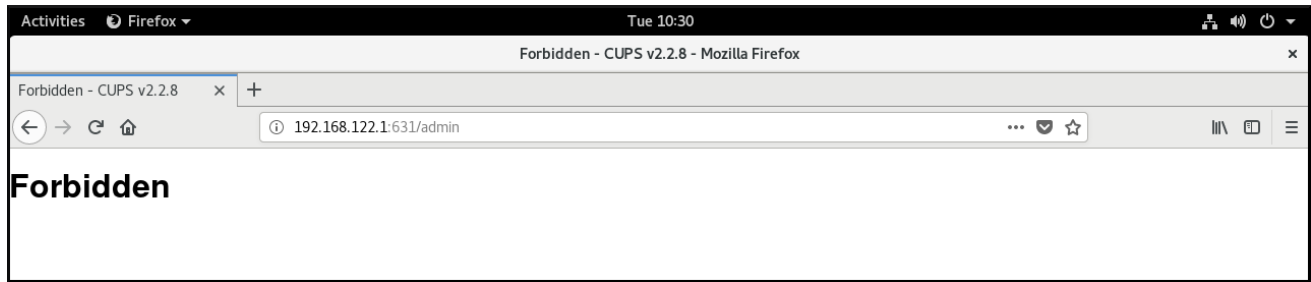 Activities Firefox Tue 10:30
Forbidden - CUPS v2.2.8 - Mozilla Firefox
Forbidden - CUPS v2.2.8
192.168.122.1:631/admin
Forbidden